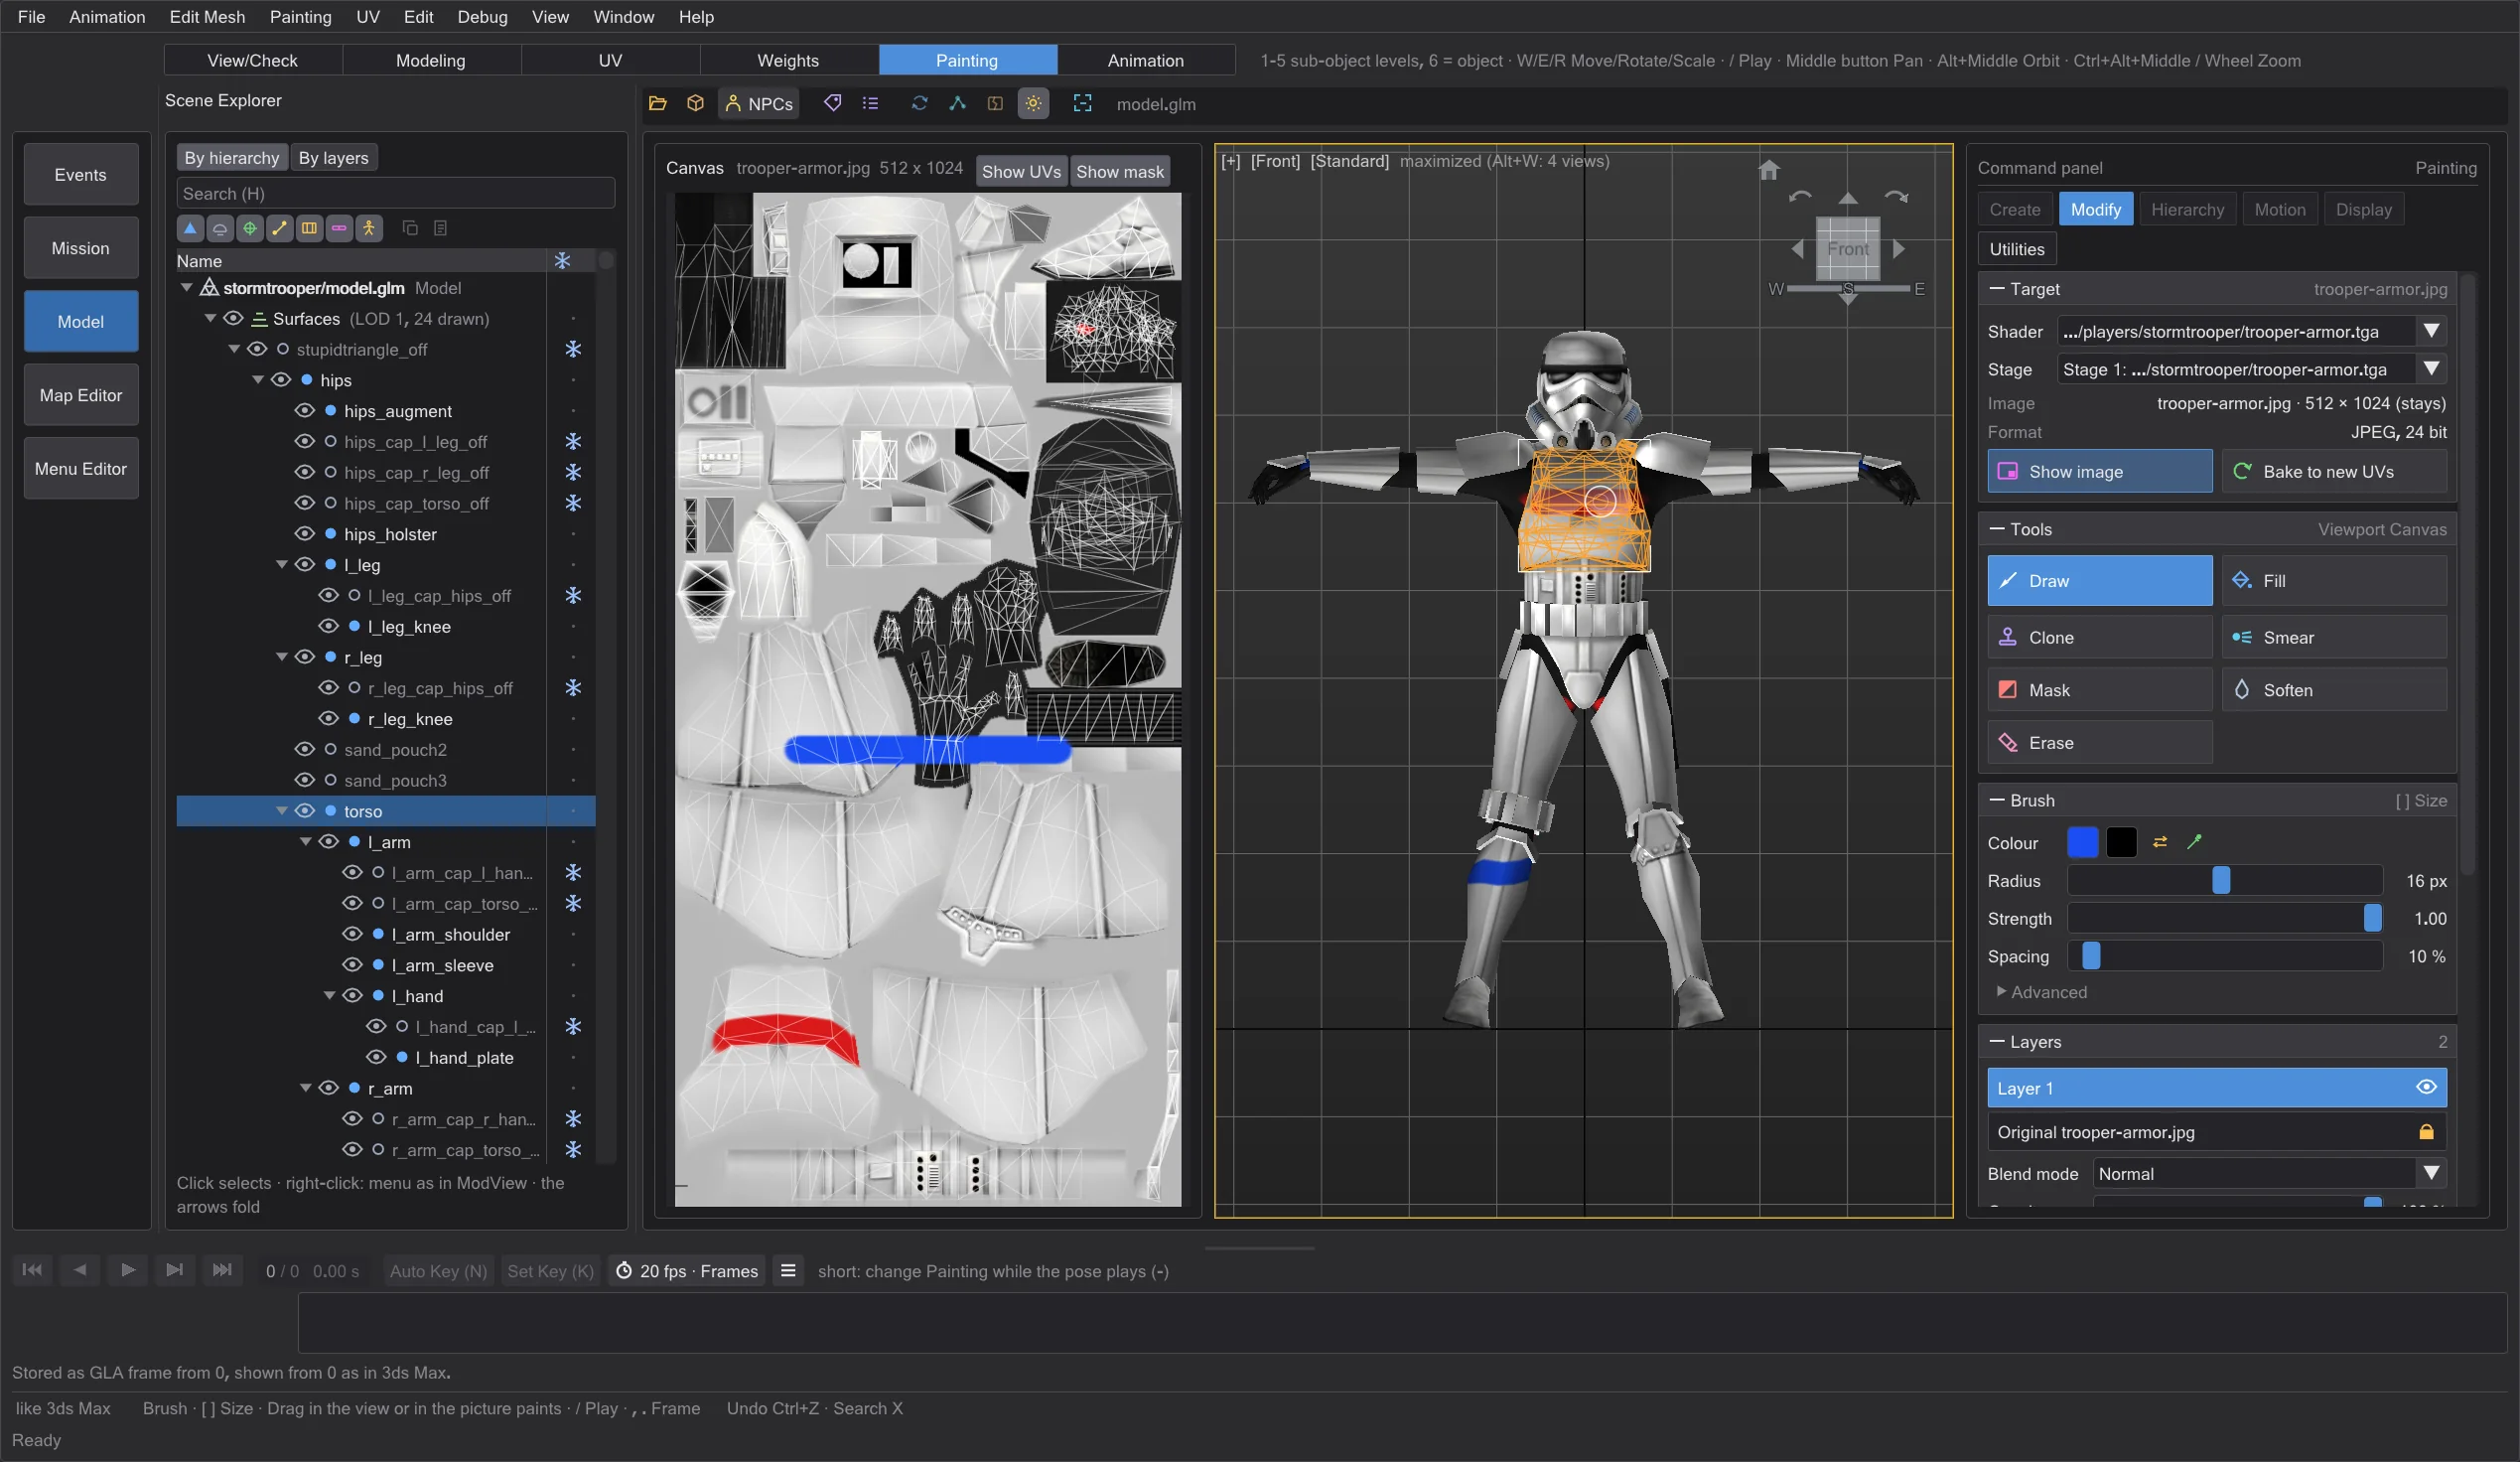 File Animation Edit Mesh Painting UV Edit Debug View Window Help
View/Check Modeling UV Weights Painting Animation 1-5 sub-object levels, 6 = object · W/E/R Move/Rotate/Scale · / Play · Middle button Pan · Alt+Middle Orbit · Ctrl+Alt+Middle / Wheel Zoom
Scene Explorer
NPCs model.glm
Events
Mission
Model
Map Editor
Menu Editor
By hierarchy By layers
Search (H)
Name
stormtrooper/model.glm Model
Surfaces (LOD 1, 24 drawn)
stupidtriangle_off
hips
hips_augment
hips_cap_l_leg_off
hips_cap_r_leg_off
hips_cap_torso_off
hips_holster
l_leg
l_leg_cap_hips_off
l_leg_knee
r_leg
r_leg_cap_hips_off
r_leg_knee
sand_pouch2
sand_pouch3
torso
l_arm
l_arm_cap_l_han...
l_arm_cap_torso_...
l_arm_shoulder
l_arm_sleeve
l_hand
l_hand_cap_l_...
l_hand_plate
r_arm
r_arm_cap_r_han...
r_arm_cap_torso_...
Click selects · right-click: menu as in ModView · the
arrows fold
Canvas trooper-armor.jpg 512 x 1024 Show UVs Show mask
[+] [Front] [Standard] maximized (Alt+W: 4 views)
Front
W S E
Command panel Painting
Create Modify Hierarchy Motion Display
Utilities
Target trooper-armor.jpg
Shader .../players/stormtrooper/trooper-armor.tga
Stage Stage 1: .../stormtrooper/trooper-armor.tga
Image trooper-armor.jpg · 512 × 1024 (stays)
Format JPEG, 24 bit
Show image Bake to new UVs
Tools Viewport Canvas
Draw Fill
Clone Smear
Mask Soften
Erase
Brush [ ] Size
Colour
Radius 16 px
Strength 1.00
Spacing 10 %
Advanced
Layers 2
Layer 1
Original trooper-armor.jpg
Blend mode Normal
0 / 0 0.00 s Auto Key (N) Set Key (K) 20 fps · Frames short: change Painting while the pose plays (-)
Stored as GLA frame from 0, shown from 0 as in 3ds Max.
like 3ds Max Brush · [ ] Size · Drag in the view or in the picture paints · / Play · , . Frame Undo Ctrl+Z · Search X
Ready